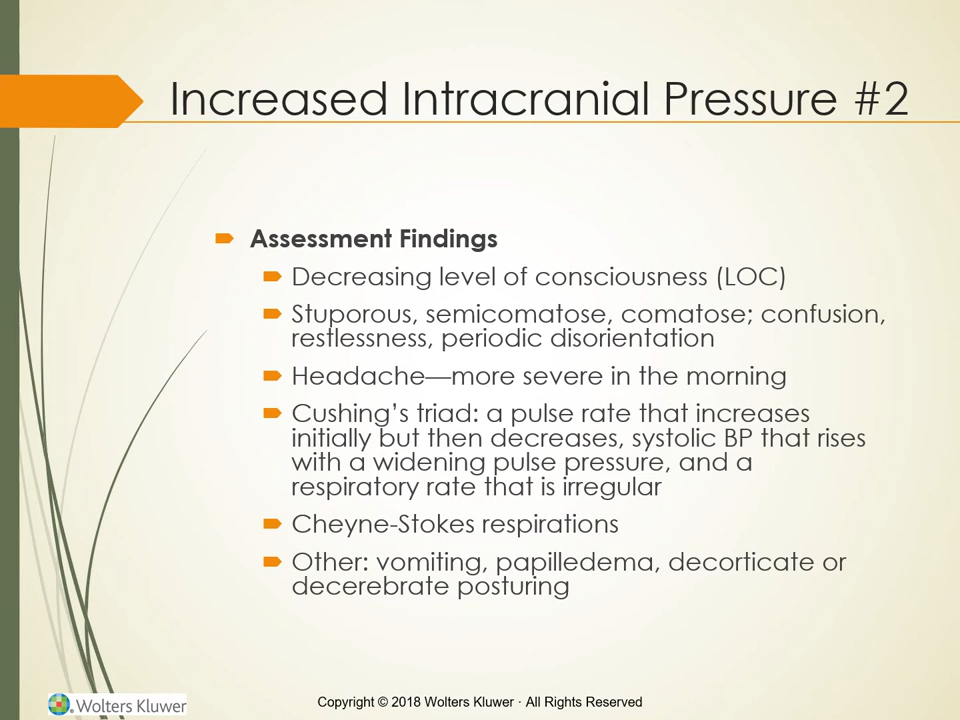 Increased Intracranial Pressure #2
Assessment Findings
Decreasing level of consciousness (LOC)
Stuporous, semicomatose, comatose; confusion,
restlessness, periodic disorientation
Headache—more severe in the morning
Cushing’s triad: a pulse rate that increases
initially but then decreases, systolic BP that rises
with a widening pulse pressure, and a
respiratory rate that is irregular
Cheyne-Stokes respirations
Other: vomiting, papilledema, decorticate or
decerebrate posturing
Wolters Kluwer
Copyright © 2018 Wolters Kluwer · All Rights Reserved